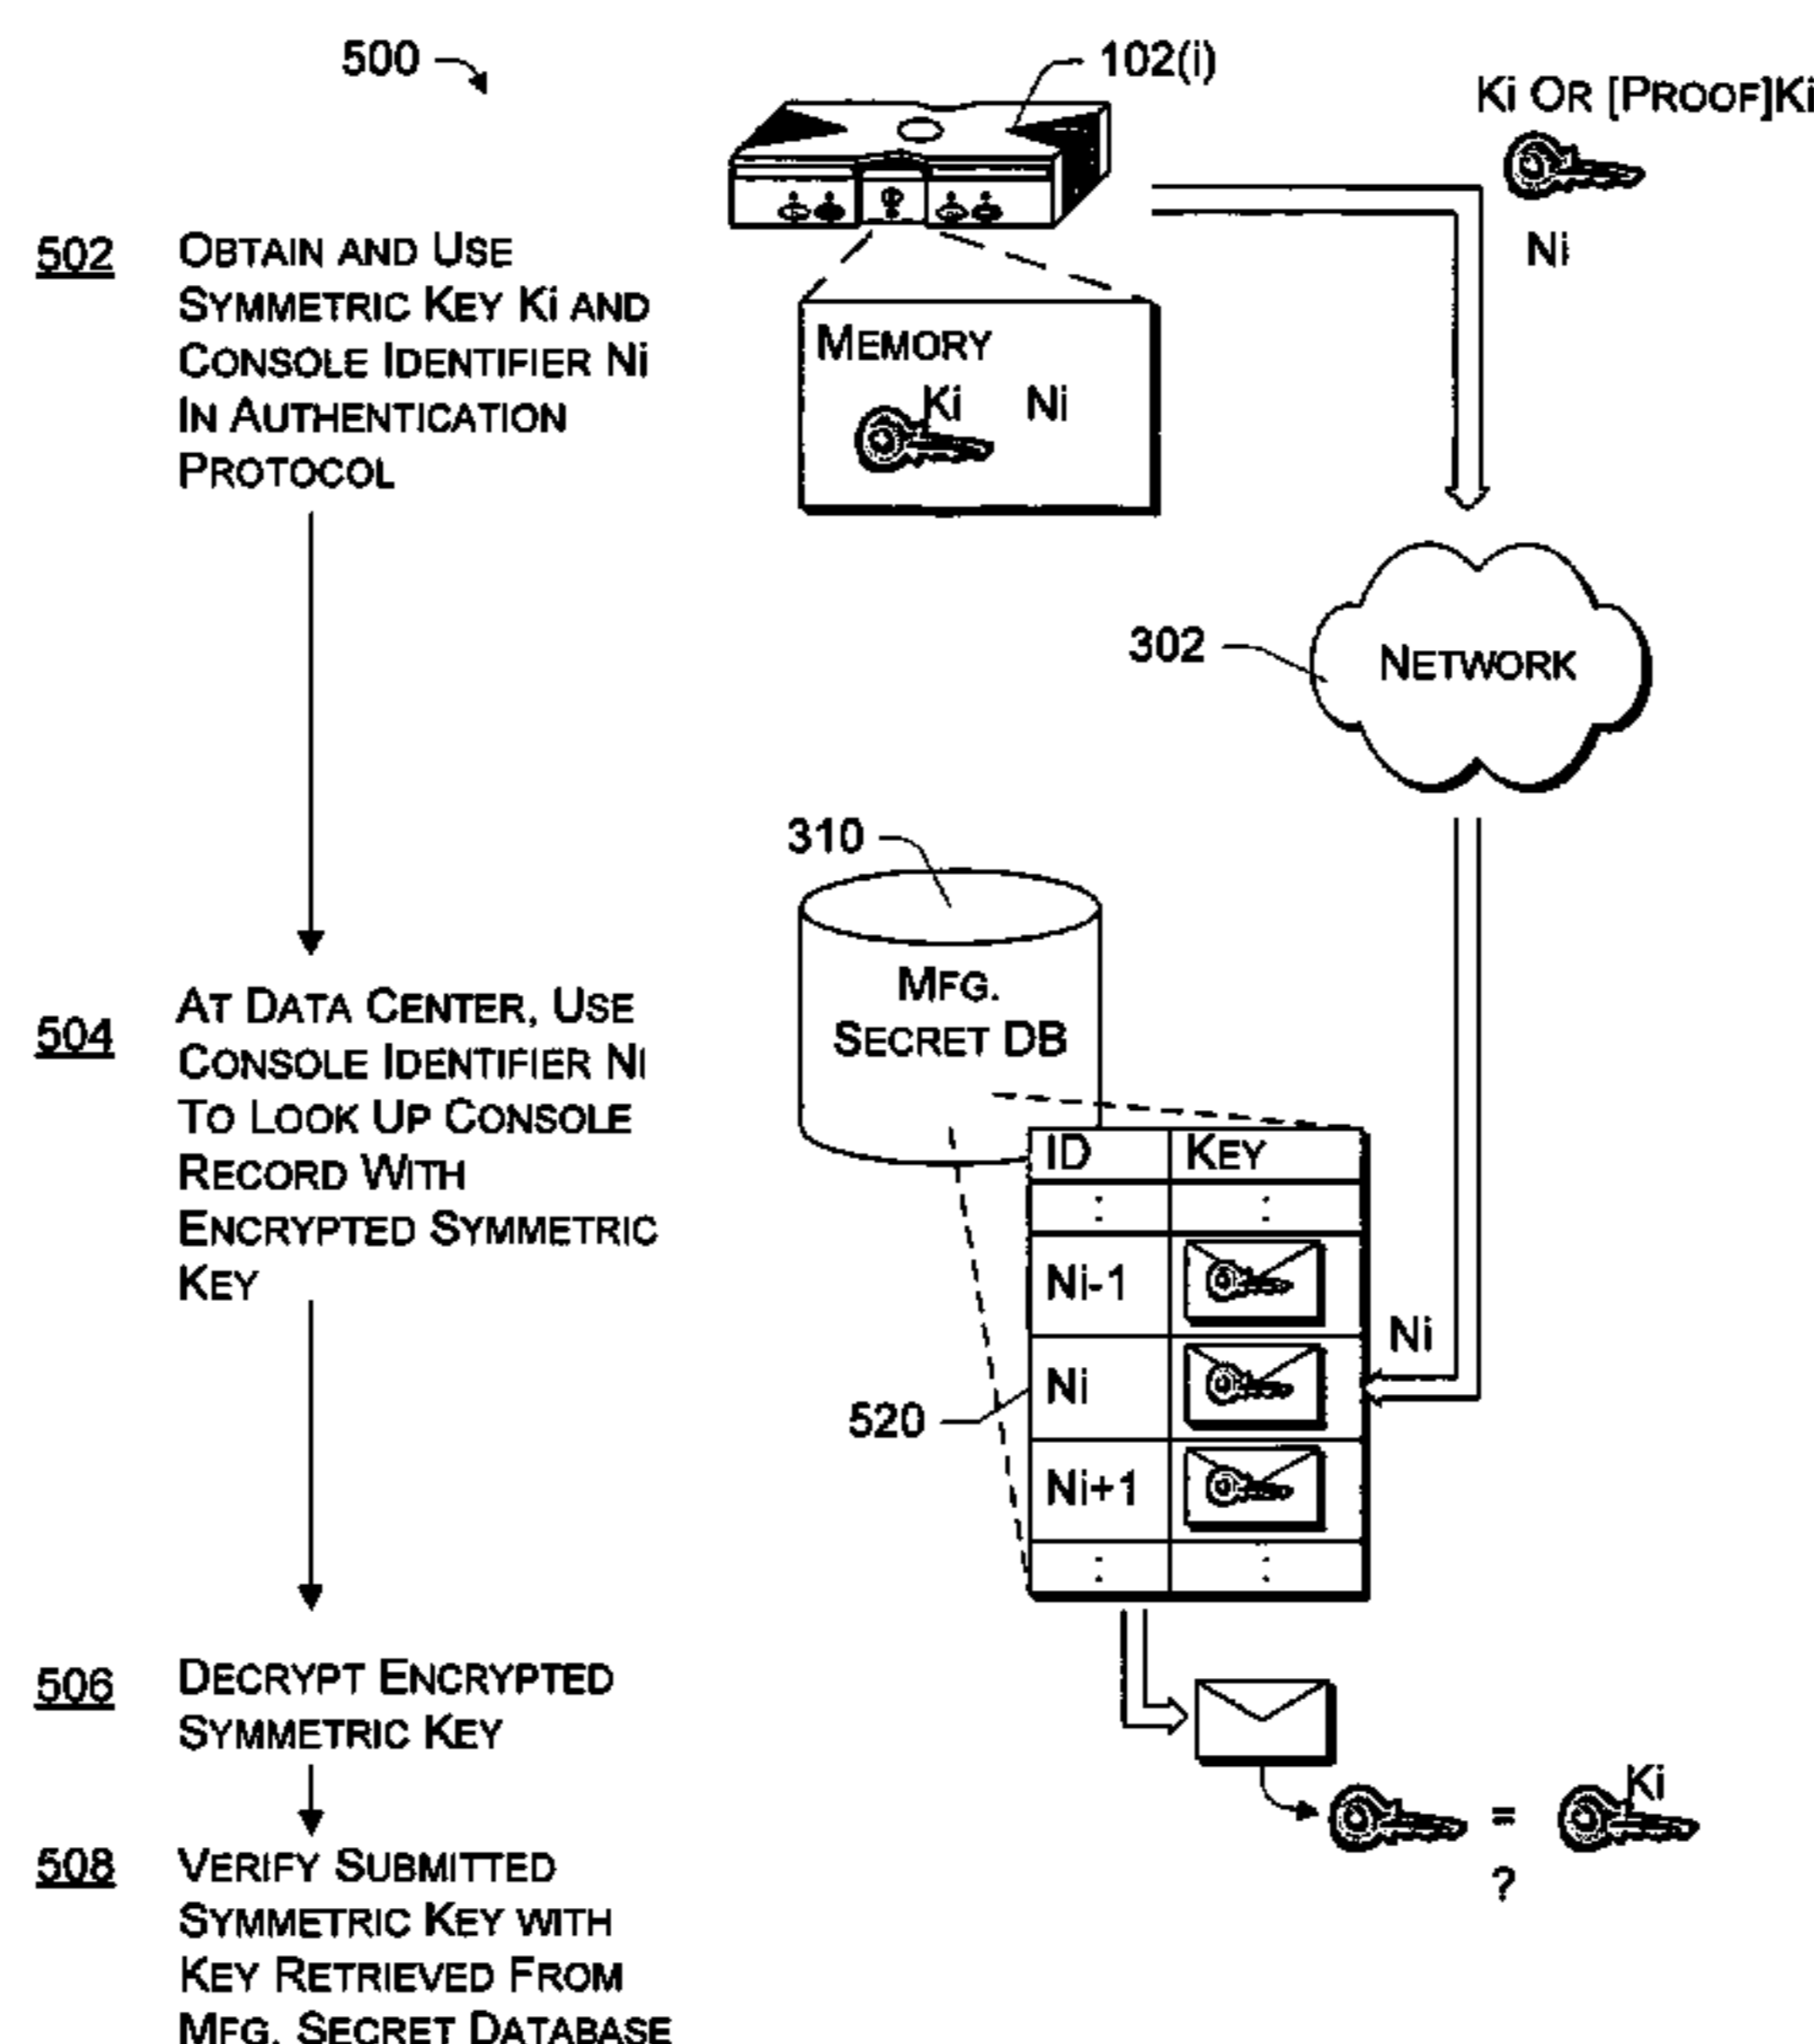 500
102(i)
Ki OR [PROOF]Ki
Ni
502
OBTAIN AND USE
SYMMETRIC KEY Ki AND
CONSOLE IDENTIFIER Ni
IN AUTHENTICATION
PROTOCOL
MEMORY
Ki Ni
302
NETWORK
310
MFG.
SECRET DB
504
AT DATA CENTER, USE
CONSOLE IDENTIFIER NI
TO LOOK UP CONSOLE
RECORD WITH
ENCRYPTED SYMMETRIC
KEY
ID KEY
: :
Ni-1
Ni
Ni
520
Ni+1
: :
506
DECRYPT ENCRYPTED
SYMMETRIC KEY
Ki
=
?
508
VERIFY SUBMITTED
SYMMETRIC KEY WITH
KEY RETRIEVED FROM
MFG. SECRET DATABASE